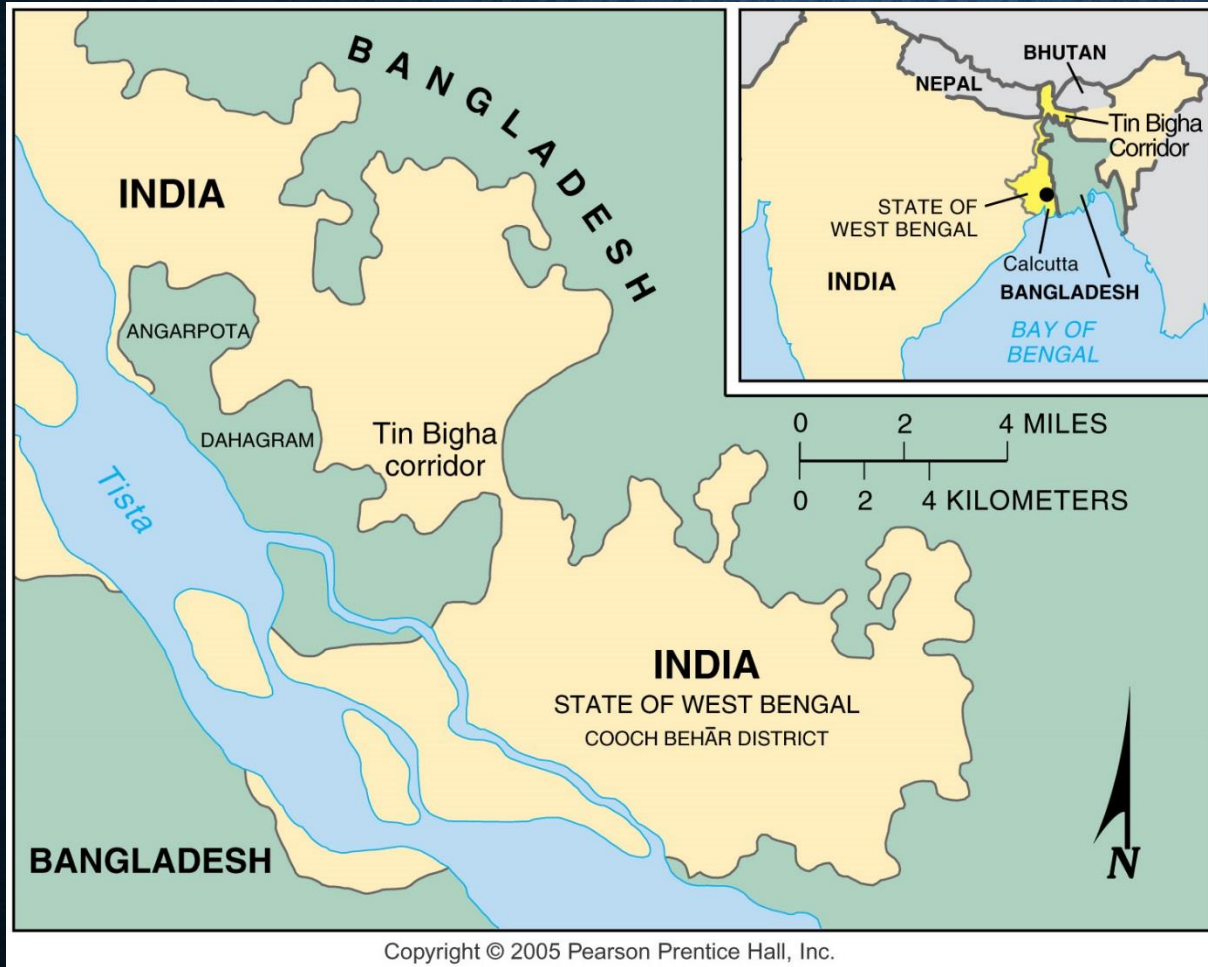 BANGLADESH
INDIA
ANGARPOTA
DAHAGRAM
Tin Bigha
corridor
Tista
INDIA
STATE OF WEST BENGAL
COOCH BEHĀR DISTRICT
BANGLADESH
BHUTAN
NEPAL
Tin Bigha
Corridor
STATE OF
WEST BENGAL
Calcutta
INDIA
BANGLADESH
BAY OF
BENGAL
0 2 4 MILES
0 2 4 KILOMETERS
N
Copyright © 2005 Pearson Prentice Hall, Inc.